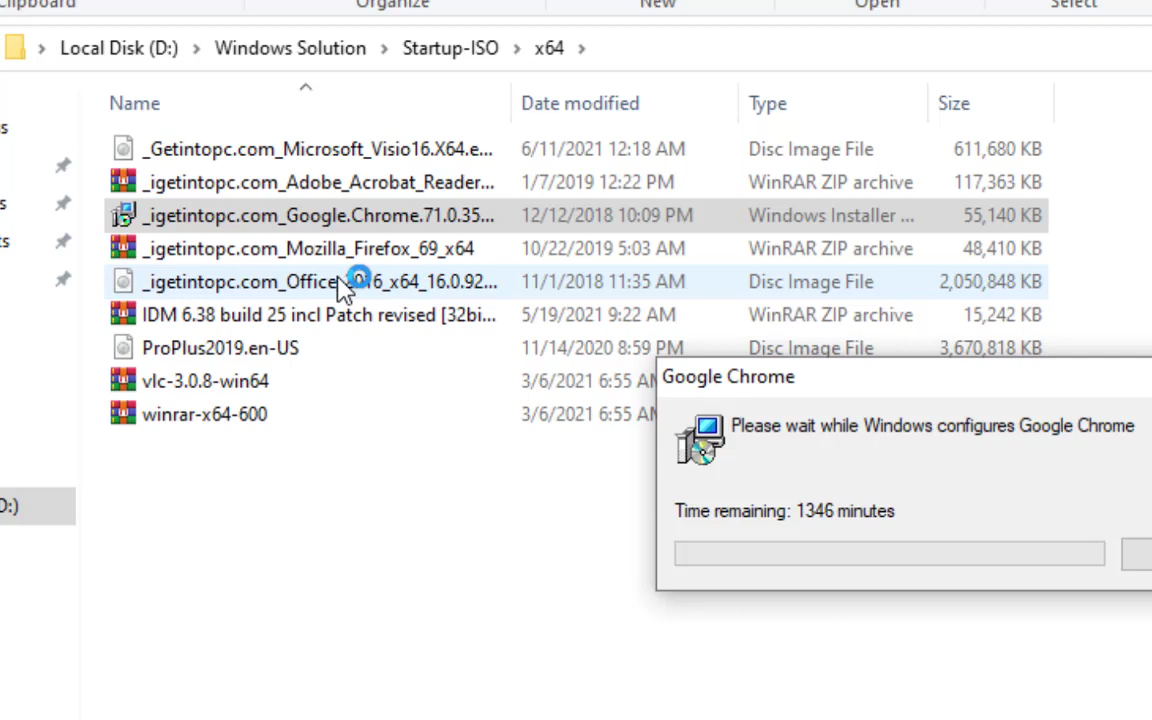 Clipboard Organize New Open Select
Local Disk (D:) > Windows Solution > Startup-ISO > x64 >
Name Date modified Type Size
_Getintopc.com_Microsoft_Visio16.X64.e... 6/11/2021 12:18 AM Disc Image File 611,680 KB
_igetintopc.com_Adobe_Acrobat_Reader... 1/7/2019 12:22 PM WinRAR ZIP archive 117,363 KB
_igetintopc.com_Google.Chrome.71.0.35... 12/12/2018 10:09 PM Windows Installer ... 55,140 KB
_igetintopc.com_Mozilla_Firefox_69_x64 10/22/2019 5:03 AM WinRAR ZIP archive 48,410 KB
_igetintopc.com_Office_2016_x64_16.0.92... 11/1/2018 11:35 AM Disc Image File 2,050,848 KB
IDM 6.38 build 25 incl Patch revised [32bi... 5/19/2021 9:22 AM WinRAR ZIP archive 15,242 KB
ProPlus2019.en-US 11/14/2020 8:59 PM Disc Image File 3,670,818 KB
vlc-3.0.8-win64 3/6/2021 6:55 AM
winrar-x64-600 3/6/2021 6:55 AM
D:)
Google Chrome
Please wait while Windows configures Google Chrome
Time remaining: 1346 minutes